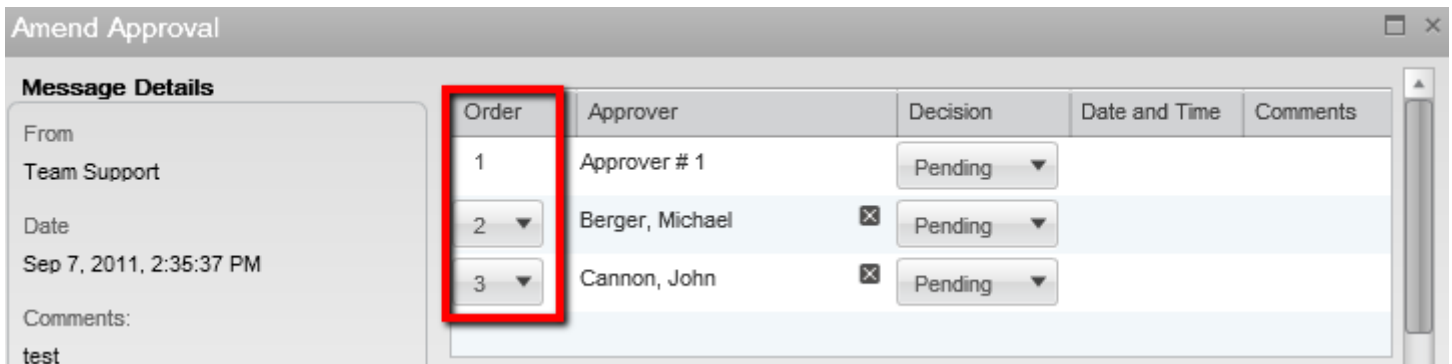 Amend Approval
Message Details
From
Team Support
Date
Sep 7, 2011, 2:35:37 PM
Comments:
test
Order Approver Decision Date and Time Comments
1 Approver # 1 Pending
2 Berger, Michael Pending
3 Cannon, John Pending